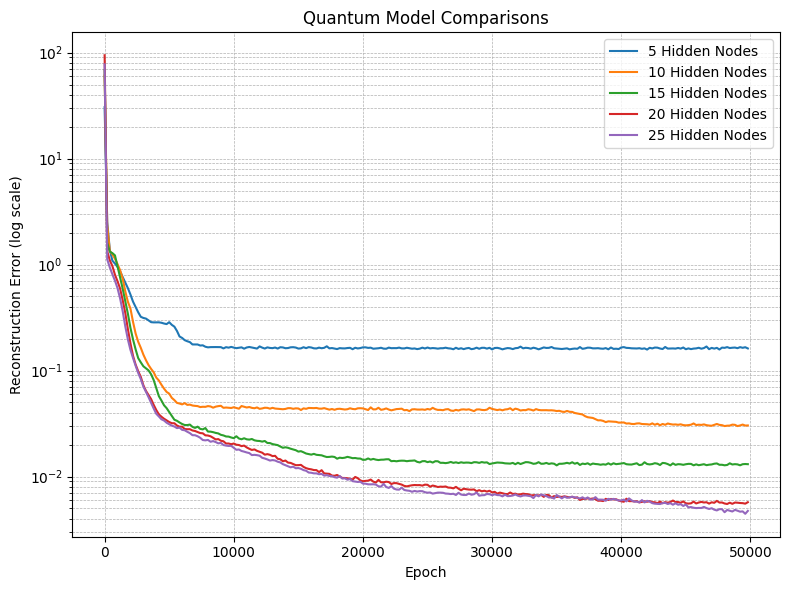 Quantum Model Comparisons
Reconstruction Error (log scale)
10²
10¹
10⁰
10⁻¹
10⁻²
5 Hidden Nodes
10 Hidden Nodes
15 Hidden Nodes
20 Hidden Nodes
25 Hidden Nodes
0
10000
20000
30000
40000
50000
Epoch